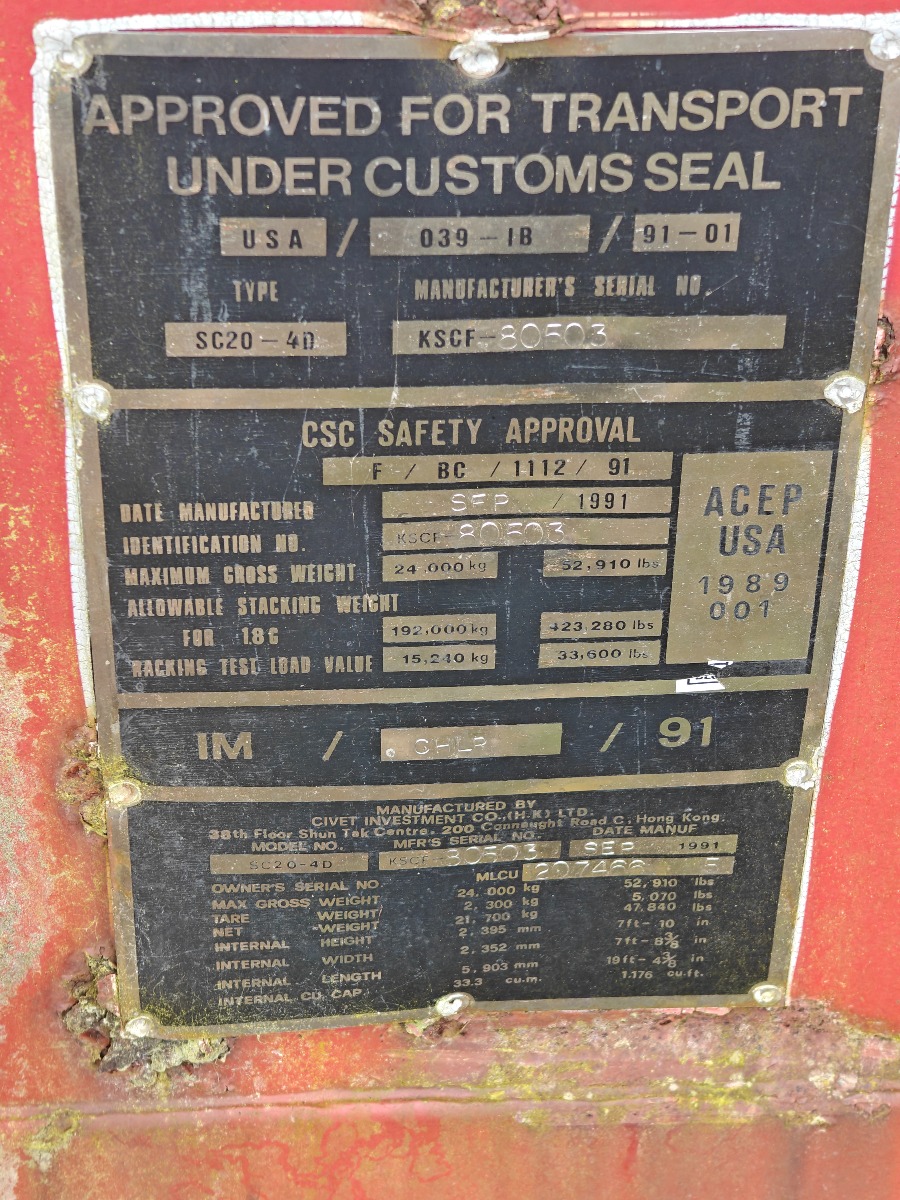 APPROVED FOR TRANSPORT
UNDER CUSTOMS SEAL
USA / 039-1B / 91-01
TYPE MANUFACTURER'S SERIAL NO
SC20-4D KSCF-80503
CSC SAFETY APPROVAL
F / BC / 1112 / 91
DATE MANUFACTURED SEP / 1991
IDENTIFICATION NO. KSCF-80503
MAXIMUM GROSS WEIGHT 24,000 kg 52,910 lbs
ALLOWABLE STACKING WEIGHT
FOR 1.8G 192,000 kg 423,280 lbs
RACKING TEST LOAD VALUE 15,240 kg 33,600 lbs
ACEP
USA
1989
001
IM / / 91
MANUFACTURED BY
CIVET INVESTMENT CO.,(H.K) LTD.
38th Floor Shun Tak Centre, 200 Connaught Road C, Hong Kong.
MODEL NO. MFR'S SERIAL NO. DATE MANUF
SC20-4D KSCF-80503 SEP 1991
OWNER'S SERIAL NO. MLCU 207466 5
MAX GROSS WEIGHT 24,000 kg 52,910 lbs
TARE WEIGHT 2,300 kg 5,070 lbs
NET WEIGHT 21,700 kg 47,840 lbs
INTERNAL HEIGHT 2,395 mm 7ft-10 in
INTERNAL WIDTH 2,352 mm 7ft-8⅝ in
INTERNAL LENGTH 5,903 mm 19ft-4⅖ in
INTERNAL CU. CAP. 33.3 cu.m. 1.176 cu.ft.